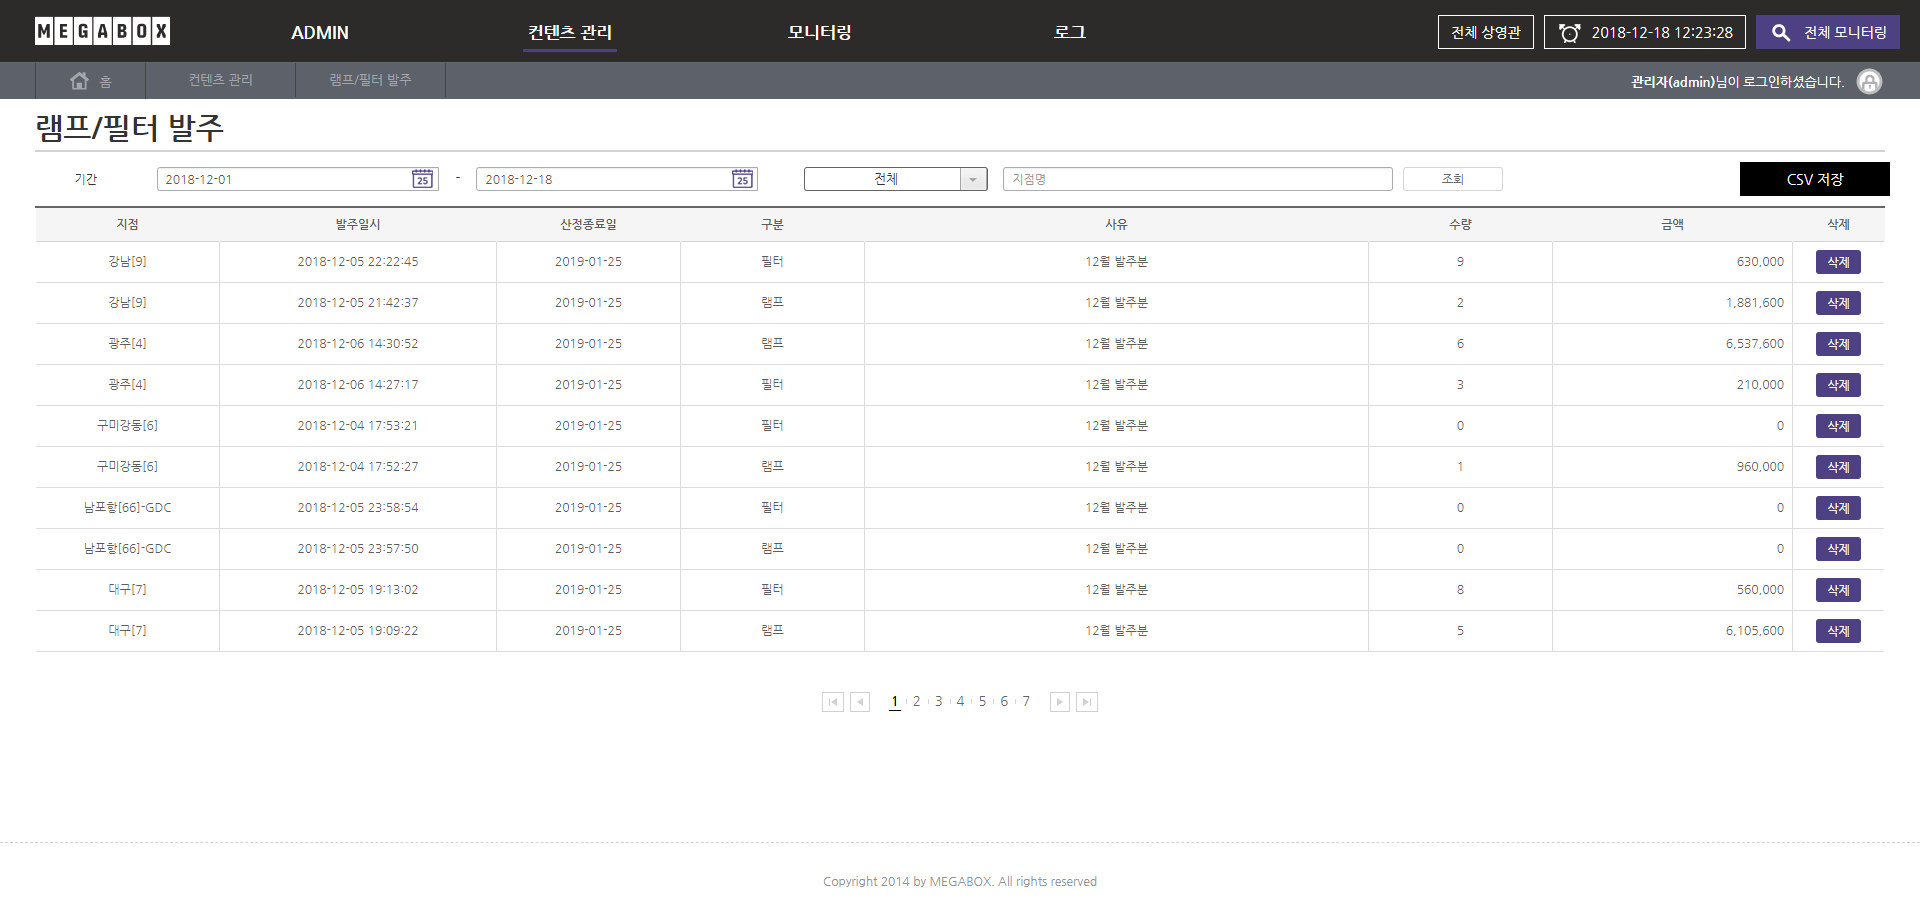 MEGABOX ADMIN 컨텐츠 관리 모니터링 로그 전체 상영관 2018-12-18 12:23:28 전체 모니터링
홈 컨텐츠 관리 램프/필터 발주 관리자(admin)님이 로그인하셨습니다.
램프/필터 발주
기간 2018-12-01 25 - 2018-12-18 25 전체 지점명 조회 CSV 저장
지점 발주일시 산정종료일 구분 사유 수량 금액 삭제
강남[9] 2018-12-05 22:22:45 2019-01-25 필터 12월 발주분 9 630,000 삭제
강남[9] 2018-12-05 21:42:37 2019-01-25 램프 12월 발주분 2 1,881,600 삭제
광주[4] 2018-12-06 14:30:52 2019-01-25 램프 12월 발주분 6 6,537,600 삭제
광주[4] 2018-12-06 14:27:17 2019-01-25 필터 12월 발주분 3 210,000 삭제
구미강동[6] 2018-12-04 17:53:21 2019-01-25 필터 12월 발주분 0 0 삭제
구미강동[6] 2018-12-04 17:52:27 2019-01-25 램프 12월 발주분 1 960,000 삭제
남포항[66]-GDC 2018-12-05 23:58:54 2019-01-25 필터 12월 발주분 0 0 삭제
남포항[66]-GDC 2018-12-05 23:57:50 2019-01-25 램프 12월 발주분 0 0 삭제
대구[7] 2018-12-05 19:13:02 2019-01-25 필터 12월 발주분 8 560,000 삭제
대구[7] 2018-12-05 19:09:22 2019-01-25 램프 12월 발주분 5 6,105,600 삭제
1 2 3 4 5 6 7
Copyright 2014 by MEGABOX. All rights reserved